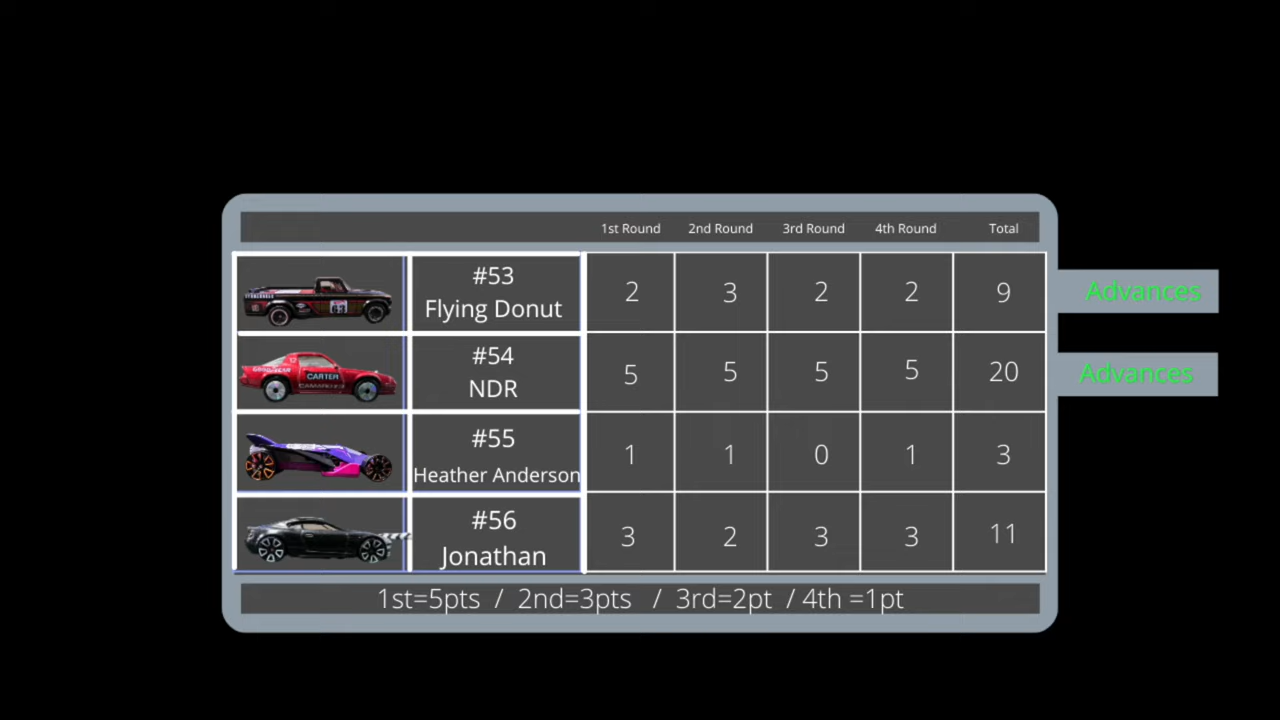 1st Round 2nd Round 3rd Round 4th Round Total
#53
Flying Donut
2 3 2 2 9
Advances
63
#54
NDR
5 5 5 5 20
Advances
CARTER
#55
Heather Anderson
1 1 0 1 3
#56
Jonathan
3 2 3 3 11
1st=5pts / 2nd=3pts / 3rd=2pt / 4th =1pt